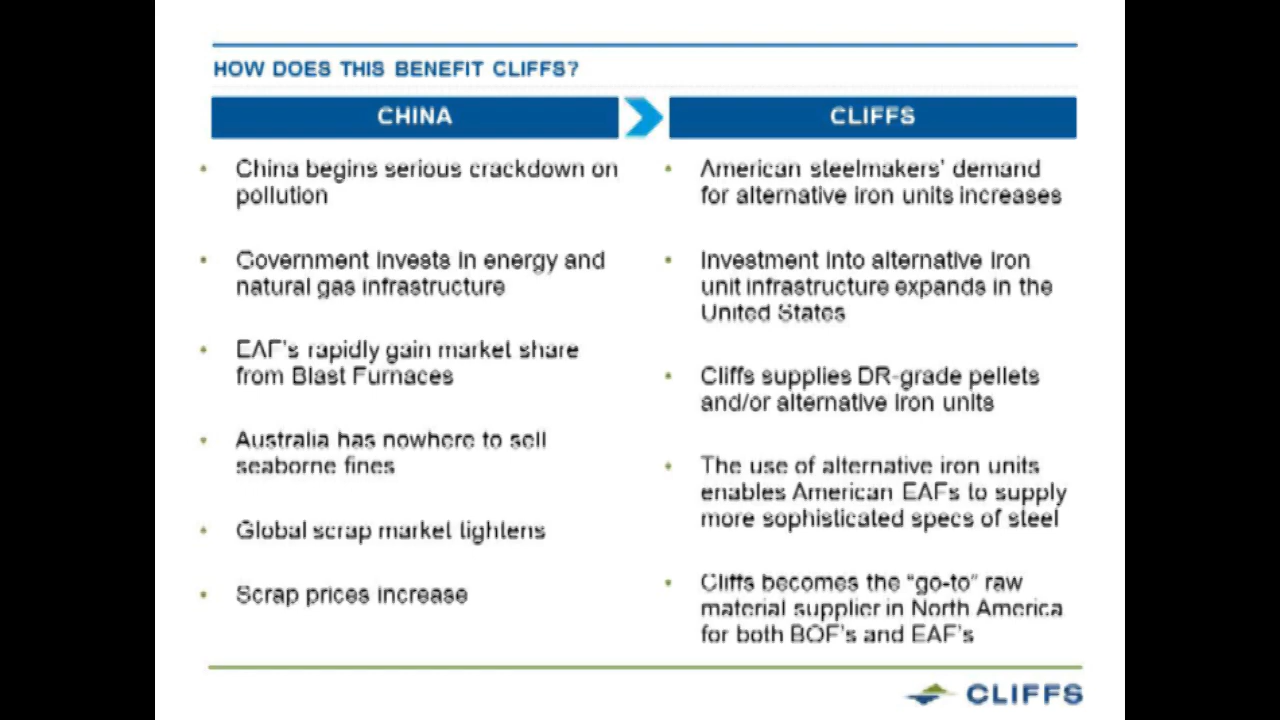 HOW DOES THIS BENEFIT CLIFFS?
CHINA
• China begins serious crackdown on
pollution
• Government invests in energy and
natural gas infrastructure
• EAF's rapidly gain market share
from Blast Furnaces
• Australia has nowhere to sell
seaborne fines
• Global scrap market tightens
• Scrap prices increase
CLIFFS
• American steelmakers' demand
for alternative iron units increases
• Investment into alternative iron
unit infrastructure expands in the
United States
• Cliffs supplies DR-grade pellets
and/or alternative iron units
• The use of alternative iron units
enables American EAFs to supply
more sophisticated specs of steel
• Cliffs becomes the "go-to" raw
material supplier in North America
for both BOF's and EAF's
CLIFFS